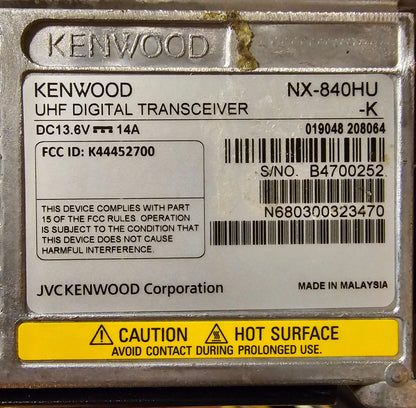 KENWOOD
KENWOOD NX-840HU
UHF DIGITAL TRANSCEIVER -K
DC13.6V ⎓ 14A 019048 208064
FCC ID: K44452700
S/NO. B4700252
N680300323470
THIS DEVICE COMPLIES WITH PART
15 OF THE FCC RULES. OPERATION
IS SUBJECT TO THE CONDITION THAT
THIS DEVICE DOES NOT CAUSE
HARMFUL INTERFERENCE.
JVCKENWOOD Corporation MADE IN MALAYSIA
CAUTION HOT SURFACE
AVOID CONTACT DURING PROLONGED USE.